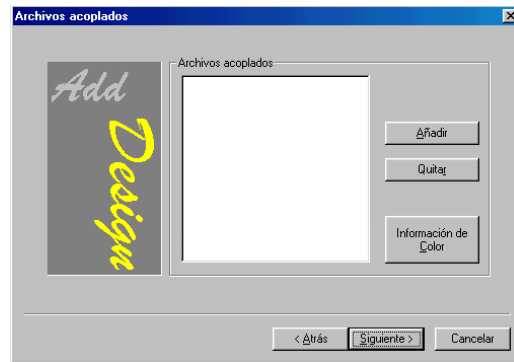 Archivos acoplados
Archivos acoplados
Add
Design
Añadir
Quitar
Información de
Color
< Atrás
Siguiente >
Cancelar